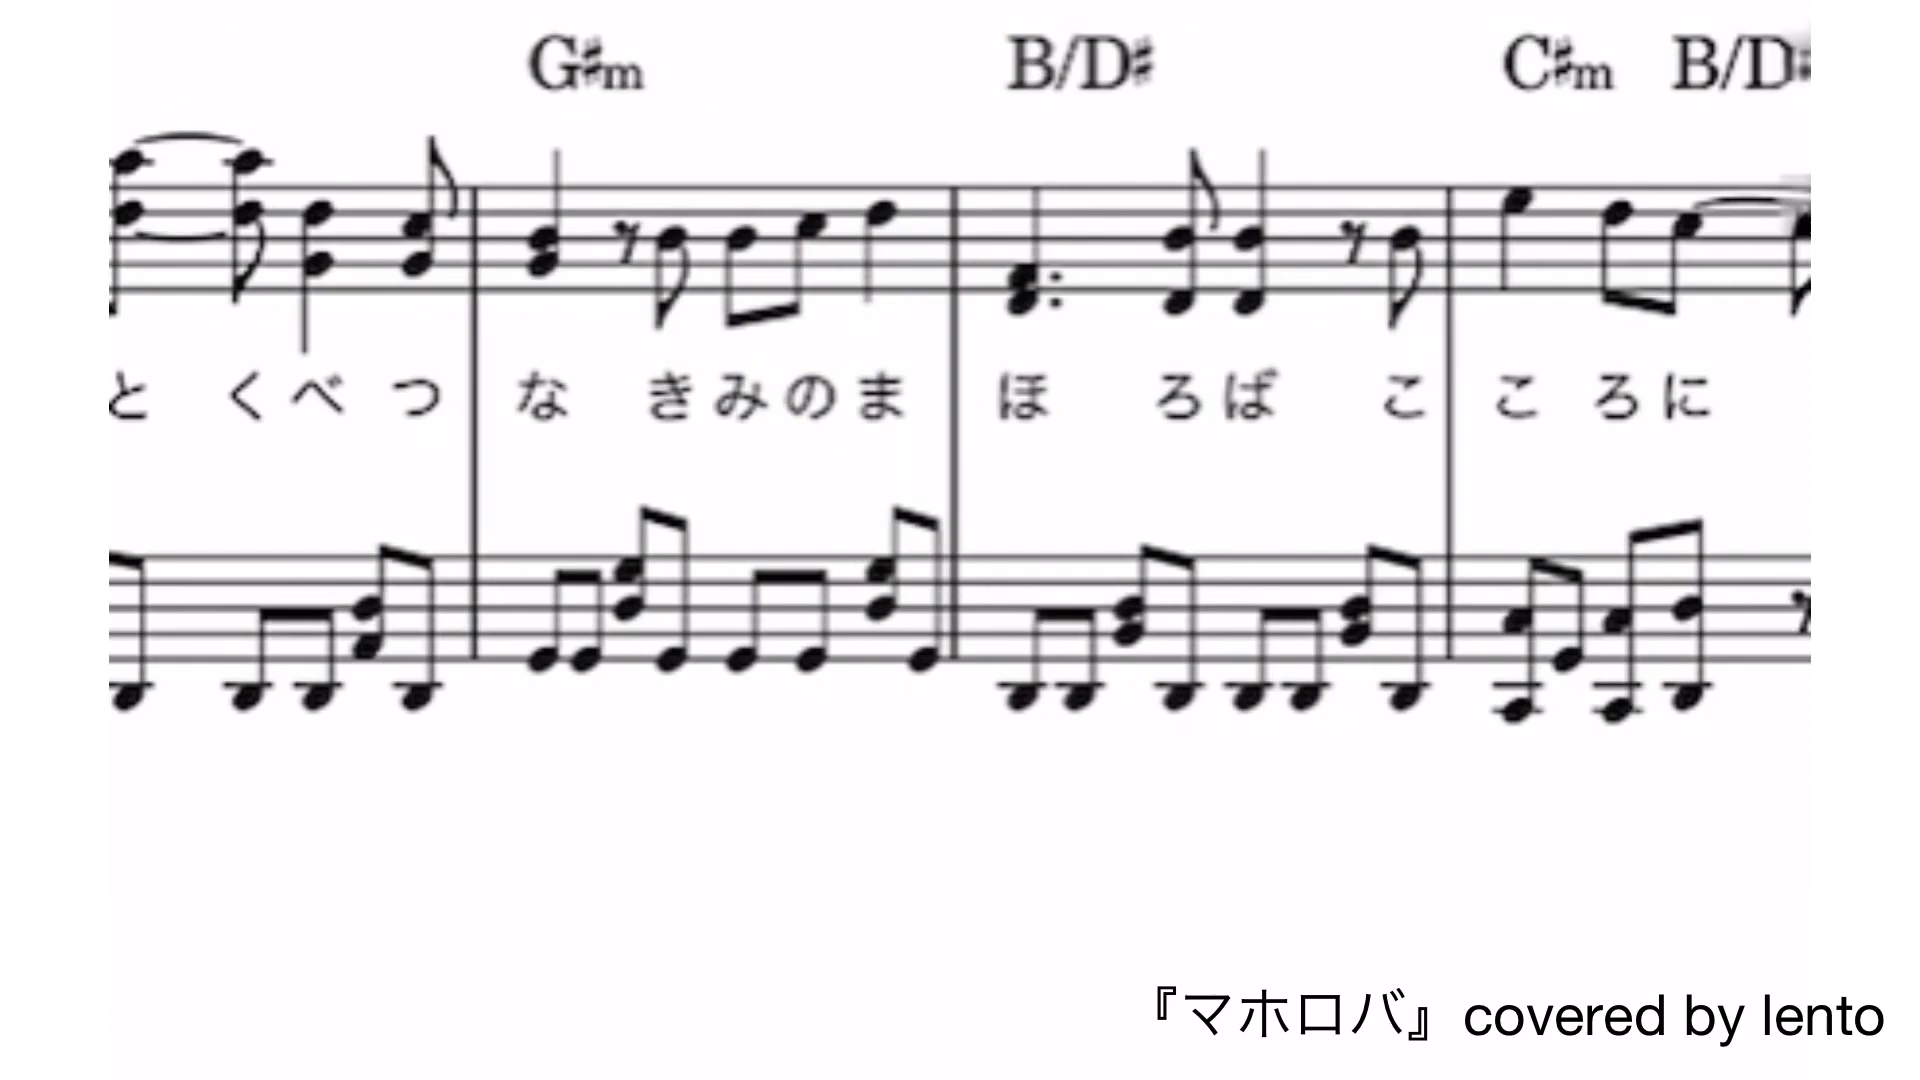 G♯m B/D♯ C♯m B/D♯
と くべ つ な きみのま ほ ろば こ こ ろに
『マホロバ』covered by lento